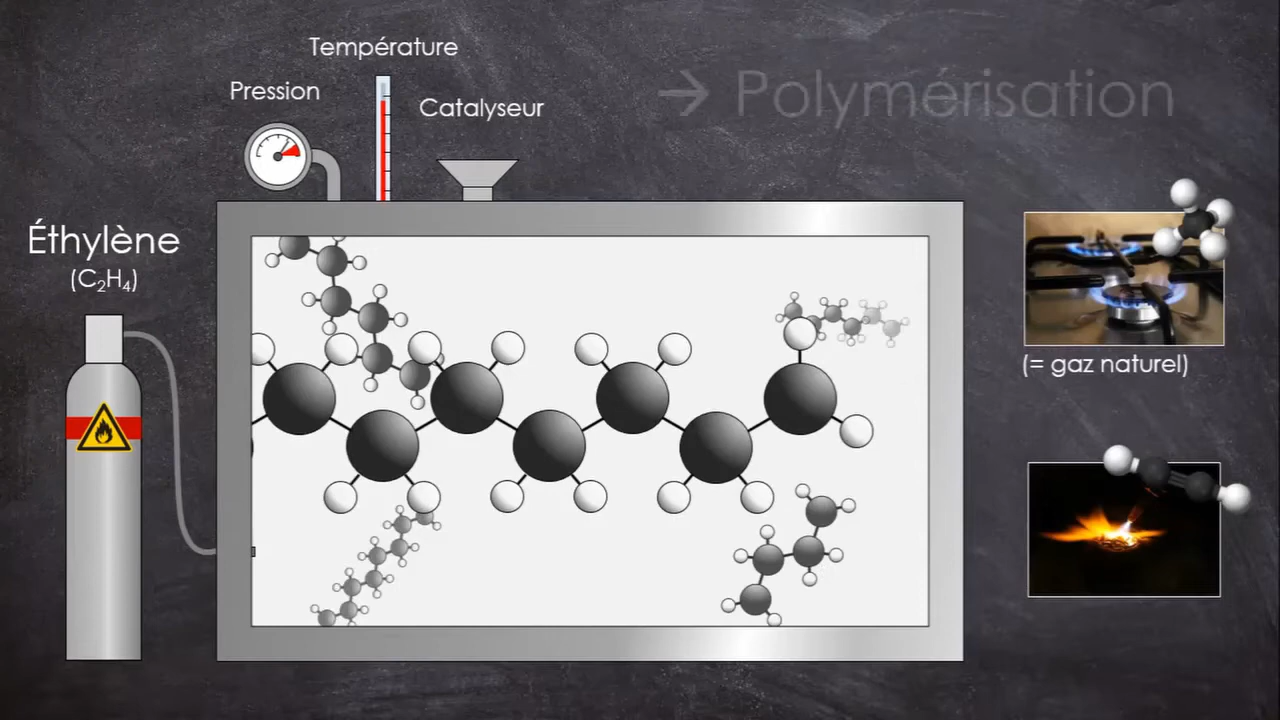 Température
Pression
Catalyseur
→ Polymérisation
Éthylène
(C₂H₄)
(= gaz naturel)